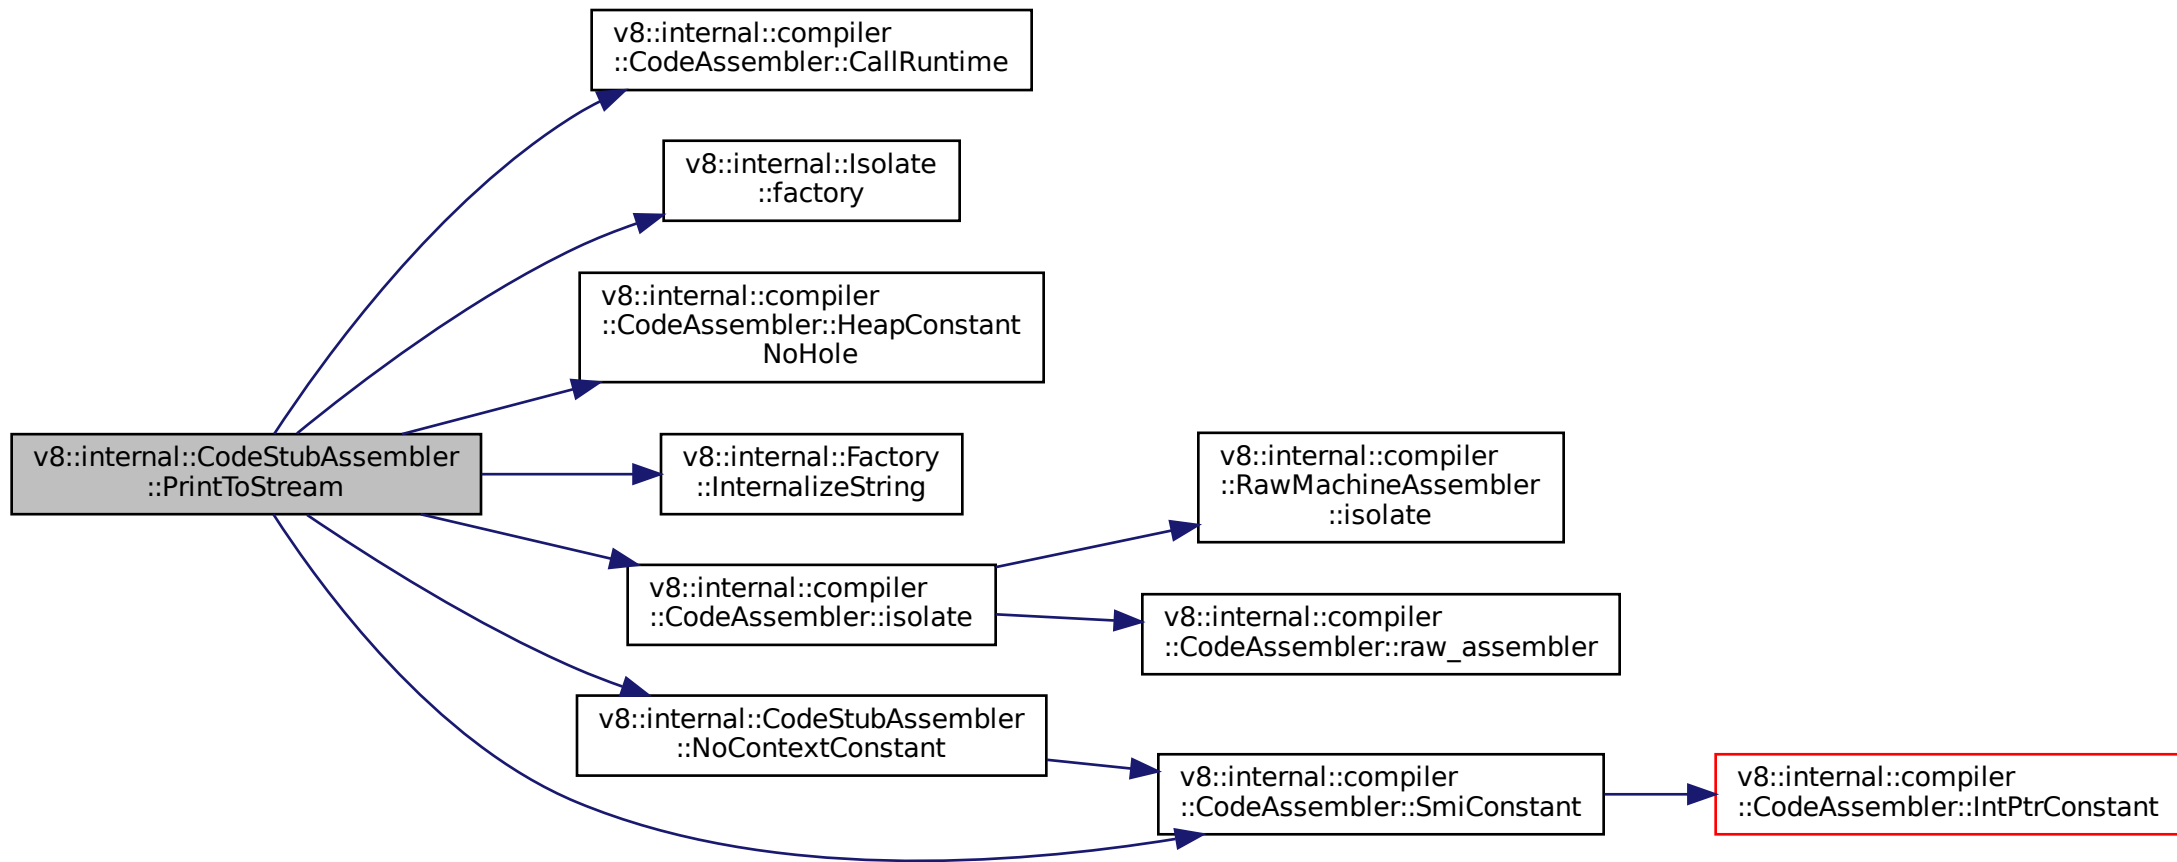 v8::internal::compiler
::CodeAssembler::CallRuntime
v8::internal::Isolate
::factory
v8::internal::compiler
::CodeAssembler::HeapConstant
NoHole
v8::internal::CodeStubAssembler
::PrintToStream
v8::internal::Factory
::InternalizeString
v8::internal::compiler
::RawMachineAssembler
::isolate
v8::internal::compiler
::CodeAssembler::isolate
v8::internal::compiler
::CodeAssembler::raw_assembler
v8::internal::CodeStubAssembler
::NoContextConstant
v8::internal::compiler
::CodeAssembler::SmiConstant
v8::internal::compiler
::CodeAssembler::IntPtrConstant